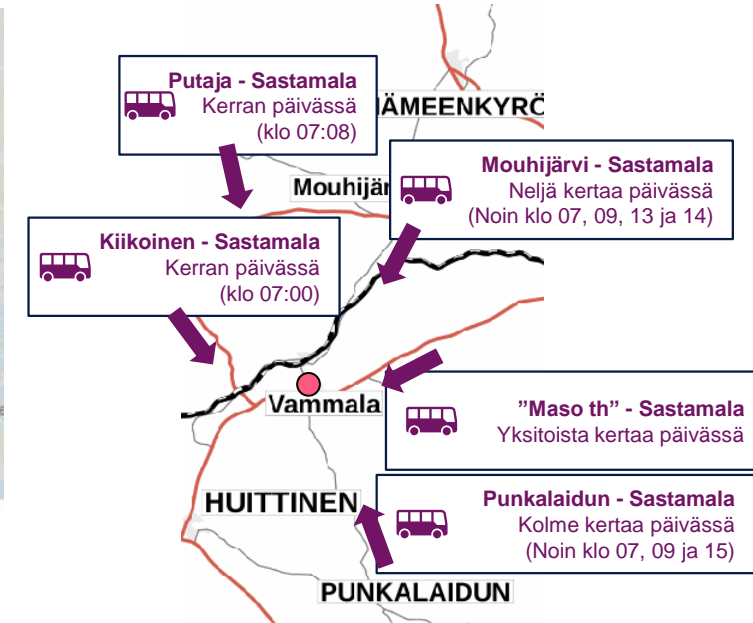 Putaja - Sastamala
Kerran päivässä
(klo 07:08)
ÄMEENKYRÖ
Mouhijär
Mouhijärvi - Sastamala
Neljä kertaa päivässä
(Noin klo 07, 09, 13 ja 14)
Kiikoinen - Sastamala
Kerran päivässä
(klo 07:00)
Vammala
”Maso th” - Sastamala
Yksitoista kertaa päivässä
HUITTINEN
Punkalaidun - Sastamala
Kolme kertaa päivässä
(Noin klo 07, 09 ja 15)
PUNKALAIDUN